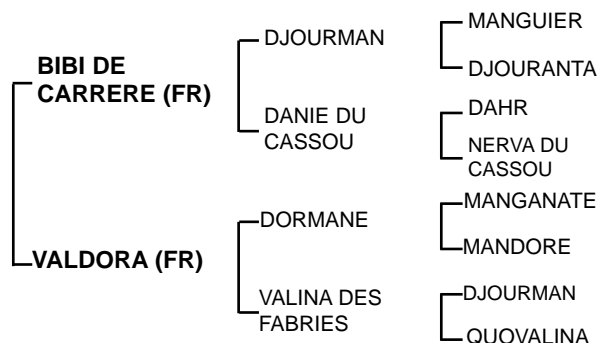 MANGUIER
DJOURMAN
BIBI DE
CARRERE (FR)
DJOURANTA
DAHR
DANIE DU
CASSOU
NERVA DU
CASSOU
MANGANATE
DORMANE
MANDORE
VALDORA (FR)
DJOURMAN
VALINA DES
FABRIES
QUOVALINA